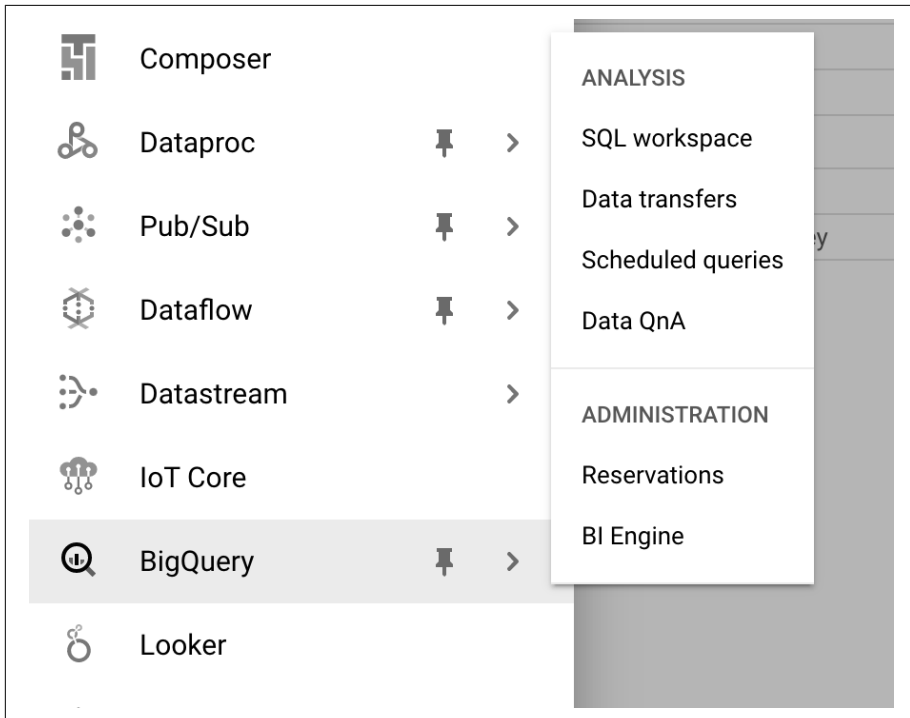 Composer
Dataproc
Pub/Sub
Dataflow
Datastream
IoT Core
BigQuery
Looker
ANALYSIS
SQL workspace
Data transfers
Scheduled queries
Data QnA
ADMINISTRATION
Reservations
BI Engine